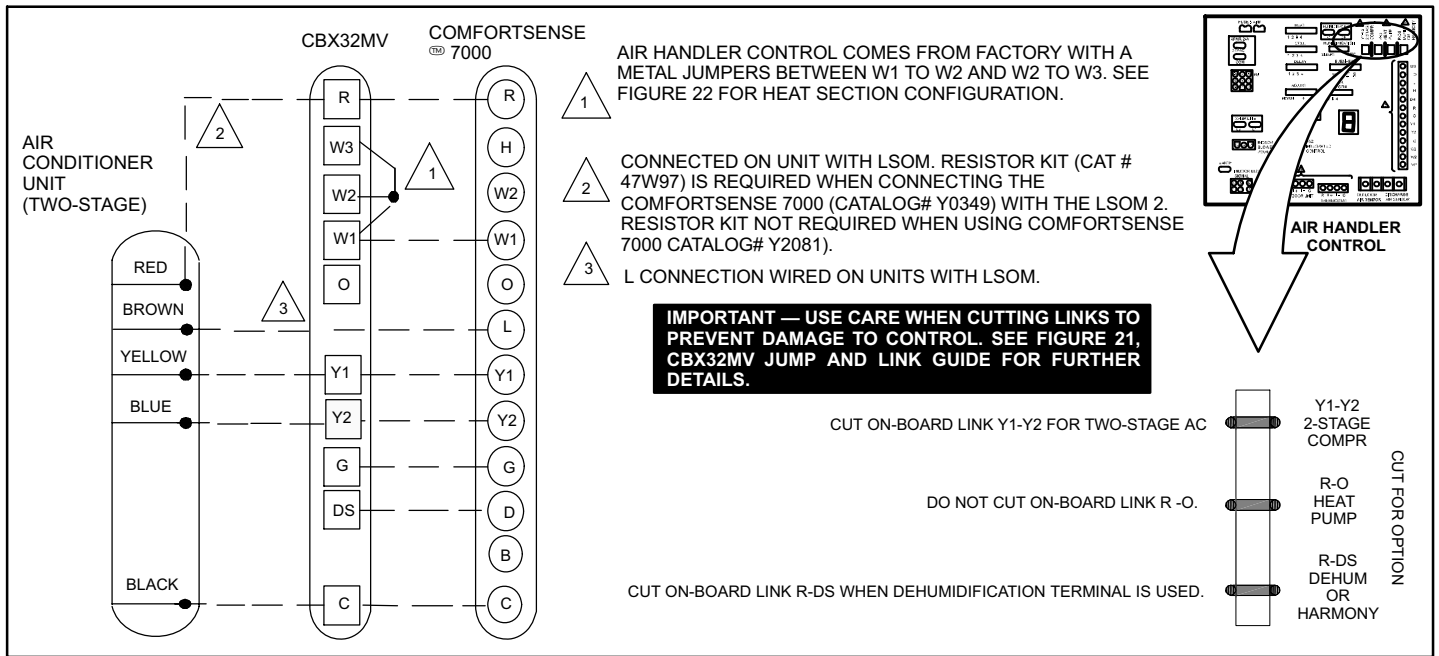 CBX32MV
COMFORTSENSE
™ 7000
AIR
CONDITIONER
UNIT
(TWO-STAGE)
RED
BROWN
YELLOW
BLUE
BLACK
2
3
1
R
W3
W2
W1
O
Y1
Y2
G
DS
C
R
H
W2
W1
O
L
Y1
Y2
G
D
B
C
1
AIR HANDLER CONTROL COMES FROM FACTORY WITH A
METAL JUMPERS BETWEEN W1 TO W2 AND W2 TO W3. SEE
FIGURE 22 FOR HEAT SECTION CONFIGURATION.
2
CONNECTED ON UNIT WITH LSOM. RESISTOR KIT (CAT #
47W97) IS REQUIRED WHEN CONNECTING THE
COMFORTSENSE 7000 (CATALOG# Y0349) WITH THE LSOM 2.
RESISTOR KIT NOT REQUIRED WHEN USING COMFORTSENSE
7000 CATALOG# Y2081).
3
L CONNECTION WIRED ON UNITS WITH LSOM.
IMPORTANT — USE CARE WHEN CUTTING LINKS TO
PREVENT DAMAGE TO CONTROL. SEE FIGURE 21,
CBX32MV JUMP AND LINK GUIDE FOR FURTHER
DETAILS.
AIR HANDLER
CONTROL
CUT ON-BOARD LINK Y1-Y2 FOR TWO-STAGE AC
Y1-Y2
2-STAGE
COMPR
DO NOT CUT ON-BOARD LINK R -O.
R-O
HEAT
PUMP
CUT ON-BOARD LINK R-DS WHEN DEHUMIDIFICATION TERMINAL IS USED.
R-DS
DEHUM
OR
HARMONY
CUT FOR OPTION